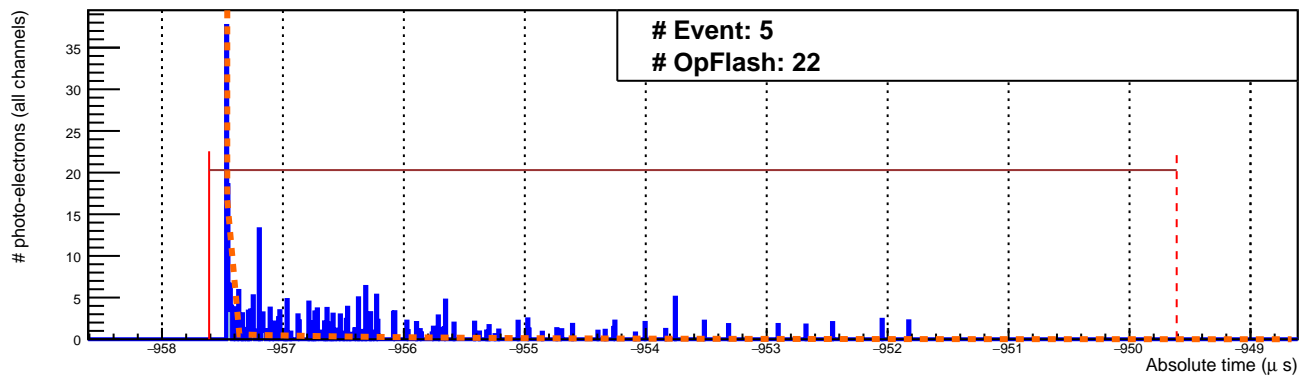 # Event: 5
# OpFlash: 22
# photo-electrons (all channels)
35
30
25
20
15
10
5
0
−958 −957 −956 −955 −954 −953 −952 −951 −950 −949
Absolute time (μ s)